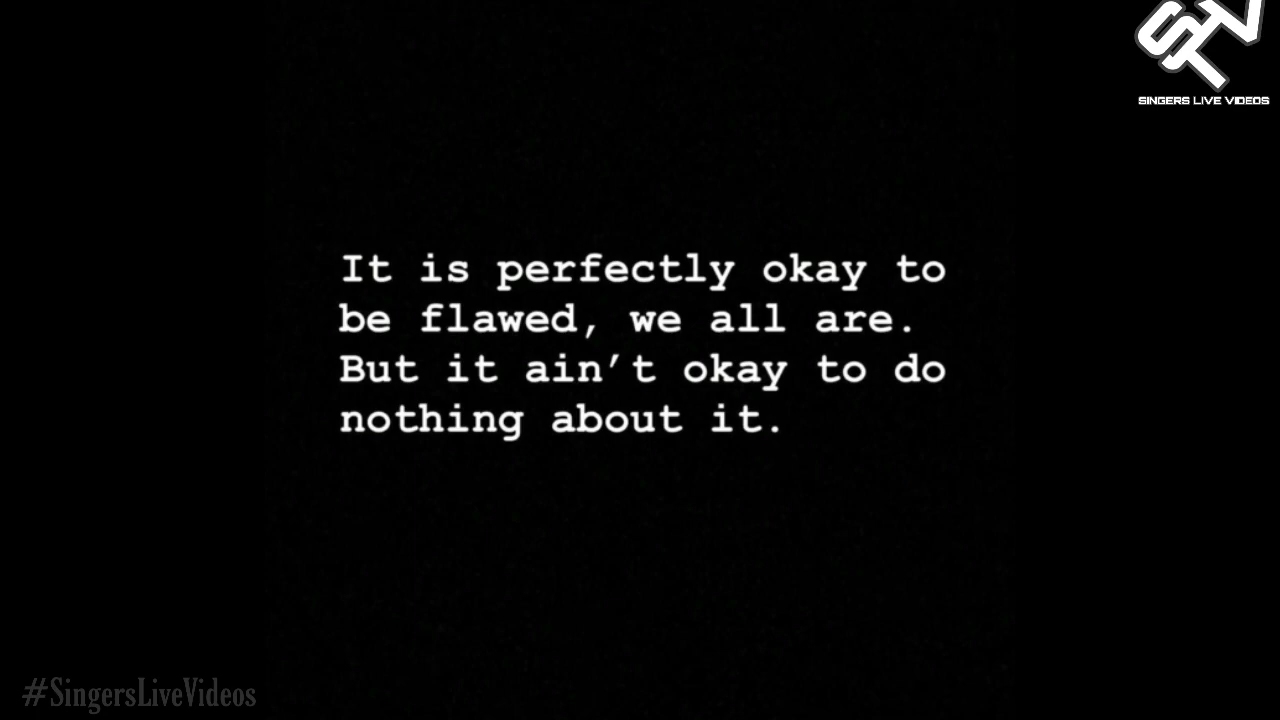 SLV
SINGERS LIVE VIDEOS
It is perfectly okay to
be flawed, we all are.
But it ain’t okay to do
nothing about it.
#SingersLiveVideos